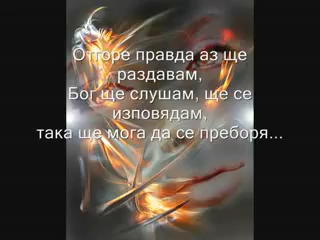 Отгоре правда аз ще
раздавам,
Бог ще слушам, ще се
изповядам,
така ще мога да се преборя...